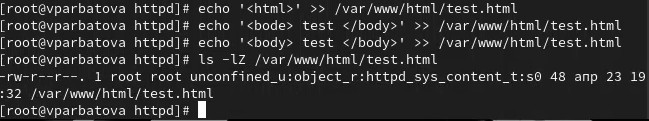 [root@vparbatova httpd]# echo '<html>' >> /var/www/html/test.html
[root@vparbatova httpd]# echo '<bode> test </body>' >> /var/www/html/test.html
[root@vparbatova httpd]# echo '<body> test </body>' >> /var/www/html/test.html
[root@vparbatova httpd]# ls -lZ /var/www/html/test.html
-rw-r--r--. 1 root root unconfined_u:object_r:httpd_sys_content_t:s0 48 апр 23 19
:32 /var/www/html/test.html
[root@vparbatova httpd]#